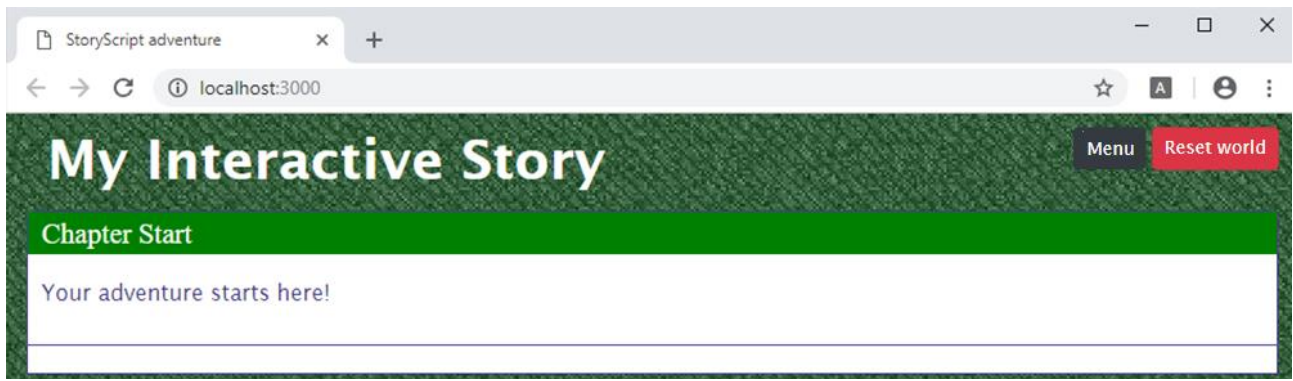 StoryScript adventure
localhost:3000
A
My Interactive Story
Menu
Reset world
Chapter Start
Your adventure starts here!